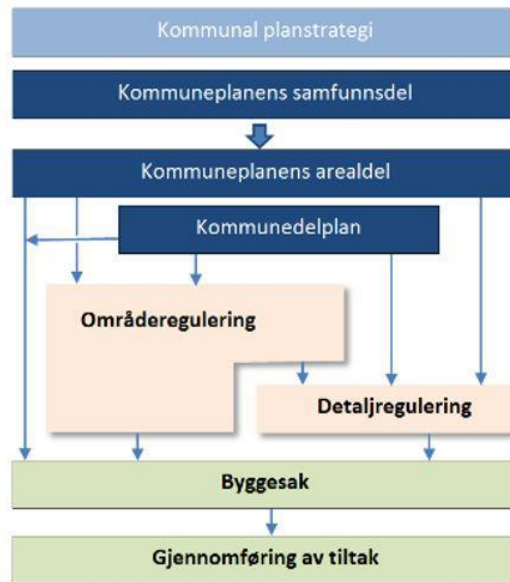 Kommunal planstrategi
Kommuneplanens samfunnsdel
Kommuneplanens arealdel
Kommunedelplan
Områderegulering
Detaljregulering
Byggesak
Gjennomføring av tiltak